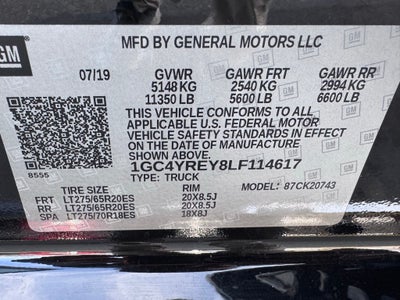 GM
MFD BY GENERAL MOTORS LLC
07/19 GVWR GAWR FRT GAWR RR
5148 KG 2540 KG 2994 KG
11350 LB 5600 LB 6600 LB
THIS VEHICLE CONFORMS TO ALL APPLICABLE
U.S. FEDERAL MOTOR VEHICLE SAFETY STANDARDS IN
EFFECT ON THE DATE OF MANUFACTURE SHOWN ABOVE.
1GC4YREY8LF114617
8555 TYPE: TRUCK MODEL: 87CK20743
RIM
FRT LT275/65R20ES 20X8.5J
RR LT275/65R20ES 20X8.5J
SPA LT275/70R18ES 18X8J